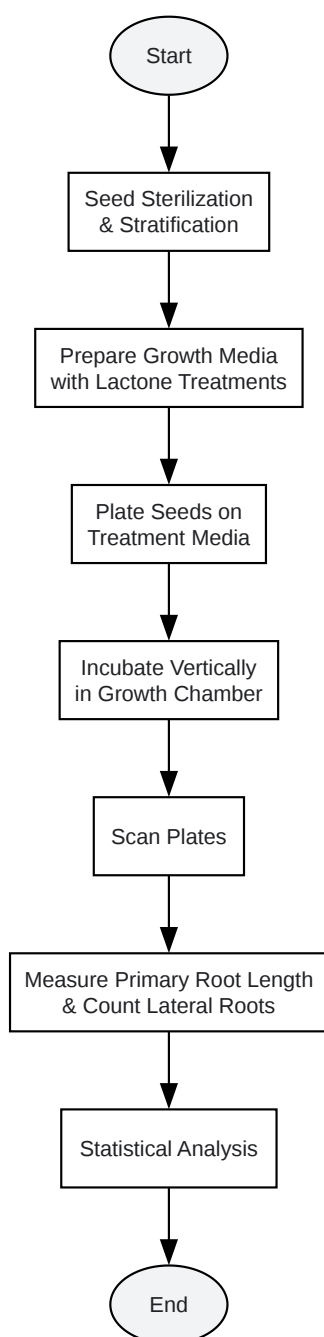 Start
Seed Sterilization
& Stratification
Prepare Growth Media
with Lactone Treatments
Plate Seeds on
Treatment Media
Incubate Vertically
in Growth Chamber
Scan Plates
Measure Primary Root Length
& Count Lateral Roots
Statistical Analysis
End